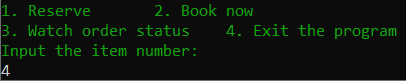 1. Reserve 2. Book now
3. Watch order status 4. Exit the program
Input the item number:
4